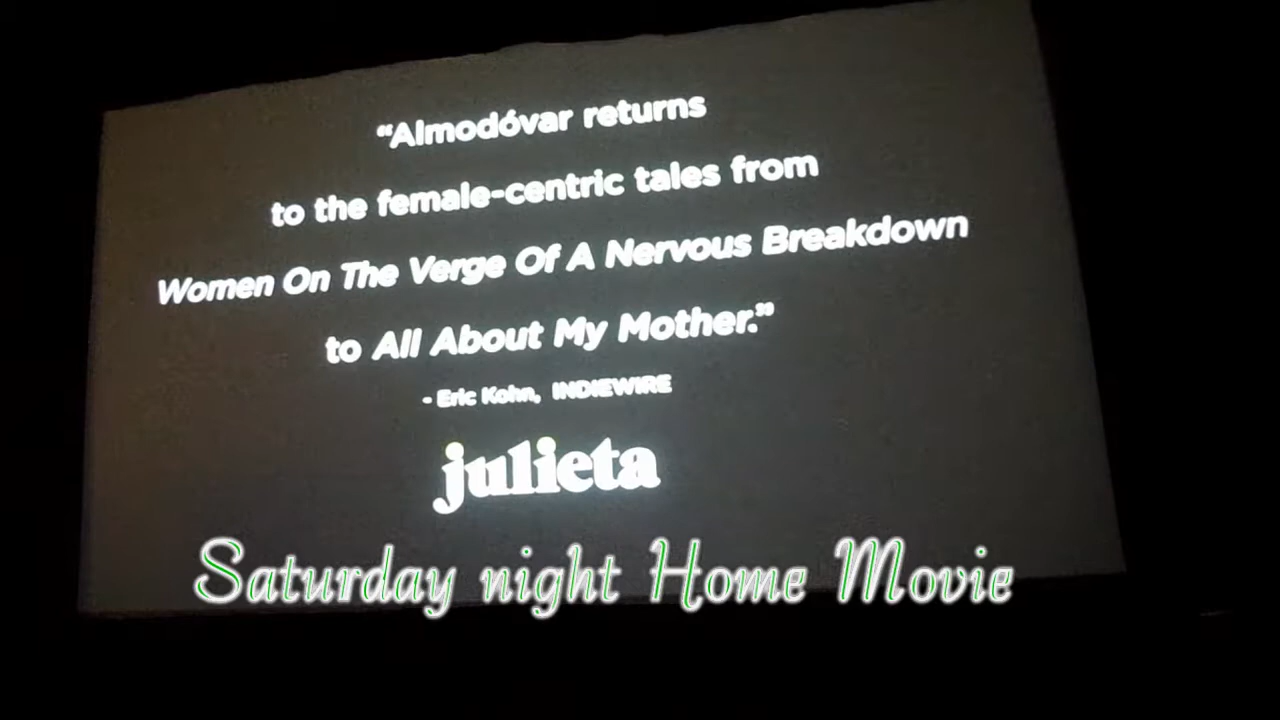 “Almodóvar returns
to the female-centric tales from
Women On The Verge Of A Nervous Breakdown
to All About My Mother.”
- Eric Kohn, INDIEWIRE
julieta
Saturday night Home Movie